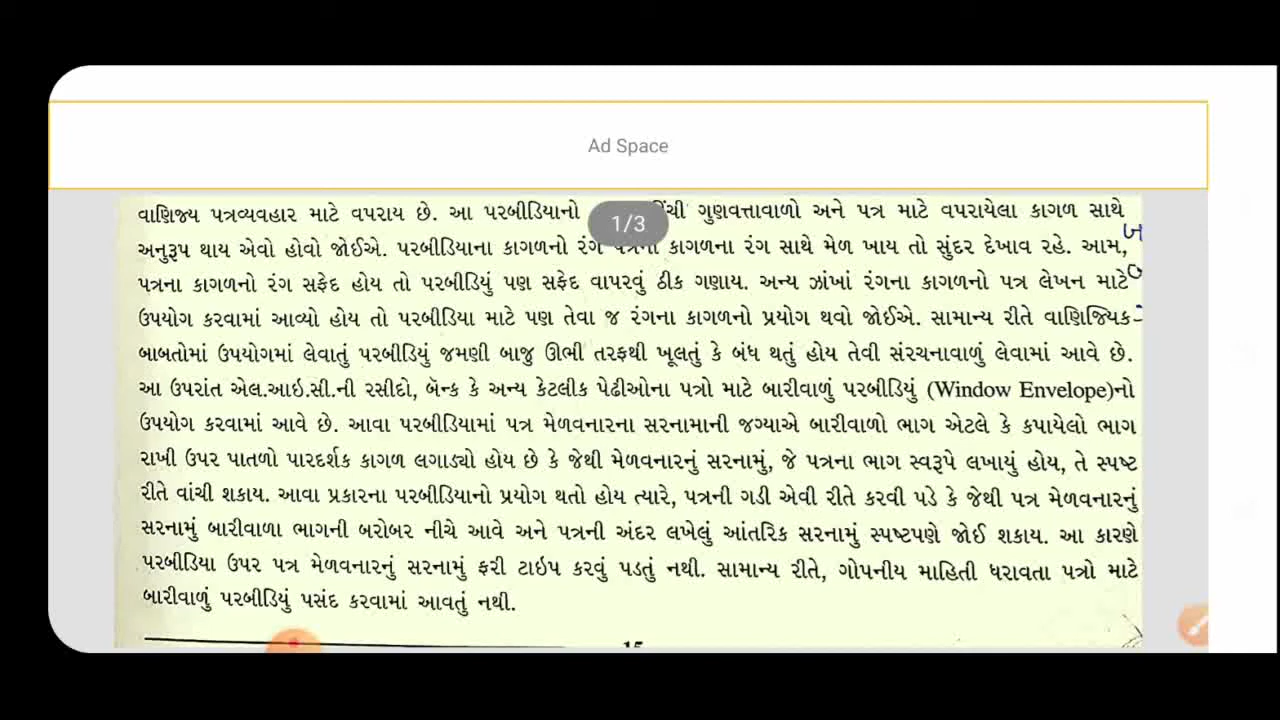 Ad Space
1/3
વાણિજ્ય પત્રવ્યવહાર માટે વપરાય છે. આ પરબીડિયાનો ગુણવત્તાવાળો અને પત્ર માટે વપરાયેલા કાગળ સાથે
અનુરૂપ થાય એવો હોવો જોઈએ. પરબીડિયાના કાગળનો રંગ પત્રના કાગળના રંગ સાથે મેળ ખાય તો સુંદર દેખાવ રહે. આમ,
પત્રના કાગળનો રંગ સફેદ હોય તો પરબીડિયું પણ સફેદ વાપરવું ઠીક ગણાય. અન્ય ઝાંખાં રંગના કાગળનો પત્ર લેખન માટે
ઉપયોગ કરવામાં આવ્યો હોય તો પરબીડિયા માટે પણ તેવા જ રંગના કાગળનો પ્રયોગ થવો જોઈએ. સામાન્ય રીતે વાણિજ્યિક
બાબતોમાં ઉપયોગમાં લેવાતું પરબીડિયું જમણી બાજુ ઊભી તરફથી ખૂલતું કે બંધ થતું હોય તેવી સંરચનાવાળું લેવામાં આવે છે.
આ ઉપરાંત એલ.આઇ.સી.ની રસીદો, બૅન્ક કે અન્ય કેટલીક પેઢીઓના પત્રો માટે બારીવાળું પરબીડિયું (Window Envelope)નો
ઉપયોગ કરવામાં આવે છે. આવા પરબીડિયામાં પત્ર મેળવનારના સરનામાની જગ્યાએ બારીવાળો ભાગ એટલે કે કપાયેલો ભાગ
રાખી ઉપર પાતળો પારદર્શક કાગળ લગાડ્યો હોય છે કે જેથી મેળવનારનું સરનામું, જે પત્રના ભાગ સ્વરૂપે લખાયું હોય, તે સ્પષ્ટ
રીતે વાંચી શકાય. આવા પ્રકારના પરબીડિયાનો પ્રયોગ થતો હોય ત્યારે, પત્રની ગડી એવી રીતે કરવી પડે કે જેથી પત્ર મેળવનારનું
સરનામું બારીવાળા ભાગની બરોબર નીચે આવે અને પત્રની અંદર લખેલું આંતરિક સરનામું સ્પષ્ટપણે જોઈ શકાય. આ કારણે
પરબીડિયા ઉપર પત્ર મેળવનારનું સરનામું ફરી ટાઇપ કરવું પડતું નથી. સામાન્ય રીતે, ગોપનીય માહિતી ધરાવતા પત્રો માટે
બારીવાળું પરબીડિયું પસંદ કરવામાં આવતું નથી.